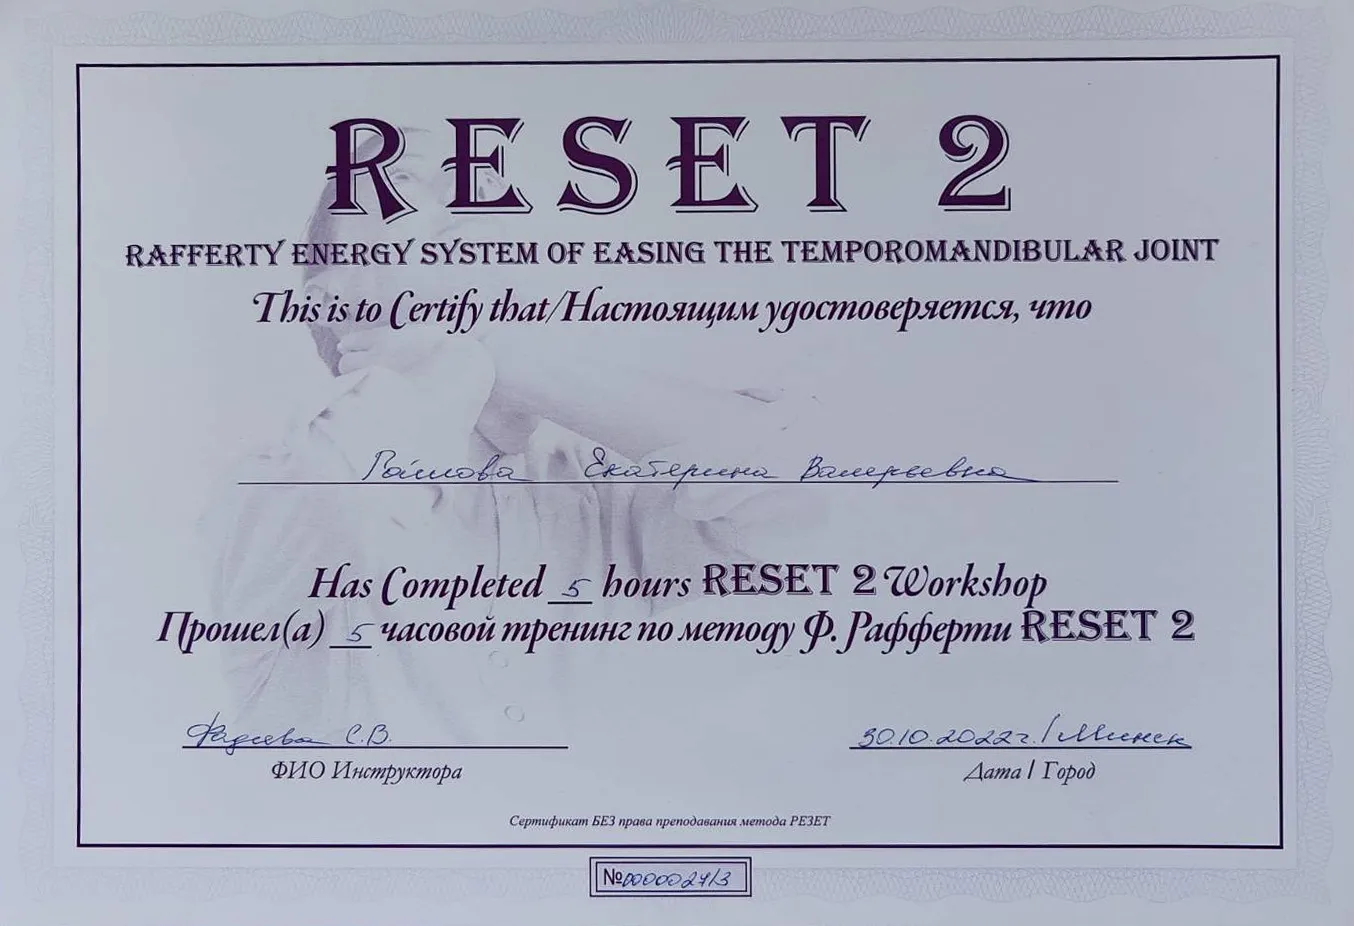 RESET 2
RAFFERTY ENERGY SYSTEM OF EASING THE TEMPOROMANDIBULAR JOINT
This is to Certify that/Настоящим удостоверяется, что
Екатерина Валерьевна
Has Completed 5 hours RESET 2 Workshop
Прошел(а) 5 часовой тренинг по методу Ф. Рафферти RESET 2
Фадеева С.В. 30.10.2022г. / Минск
ФИО Инструктора Дата / Город
Сертификат БЕЗ права преподавания метода РЕЗЕТ